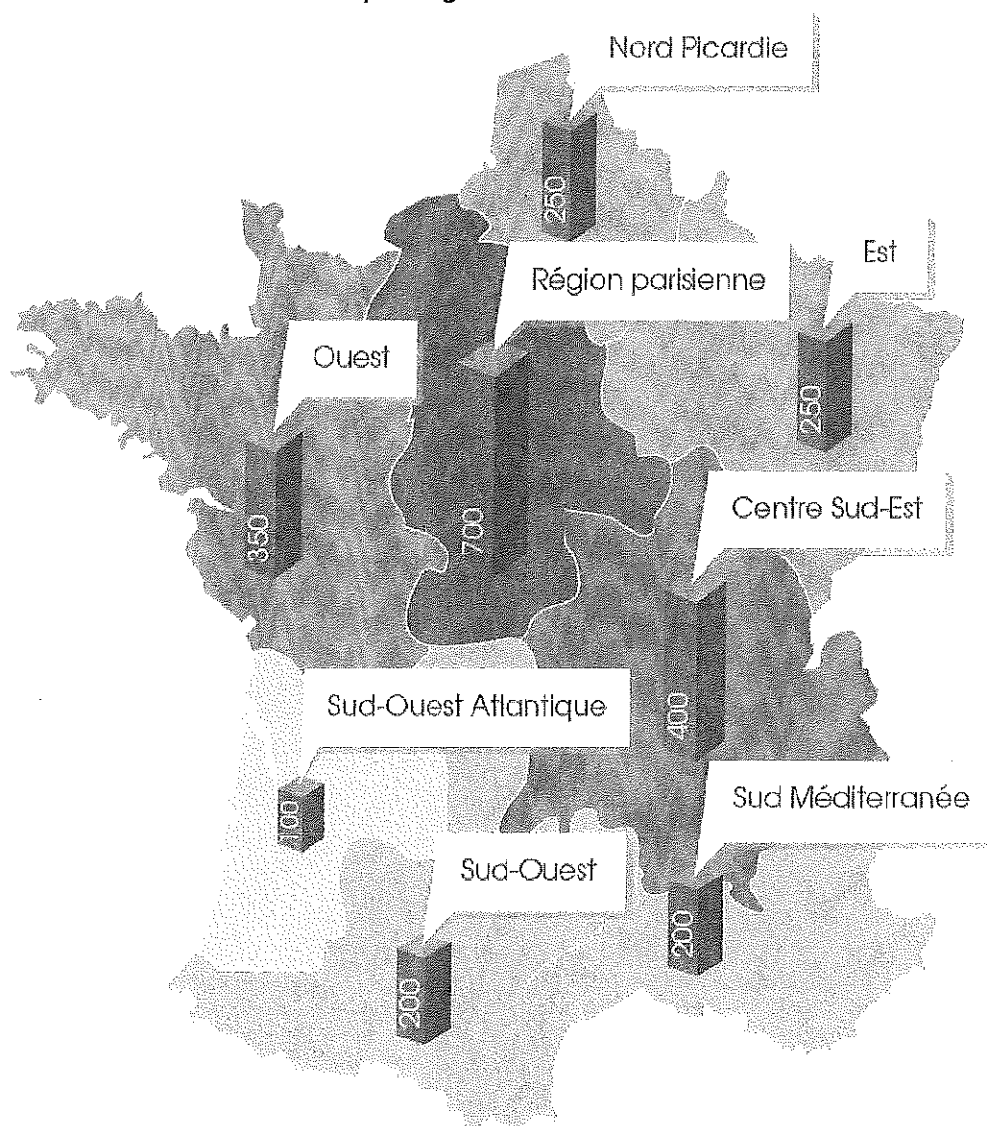 Nord Picardie
250
Est
Région parisienne
Ouest
250
350
700
Centre Sud-Est
400
Sud-Ouest Atlantique
100
Sud Méditerranée
Sud-Ouest
200
200